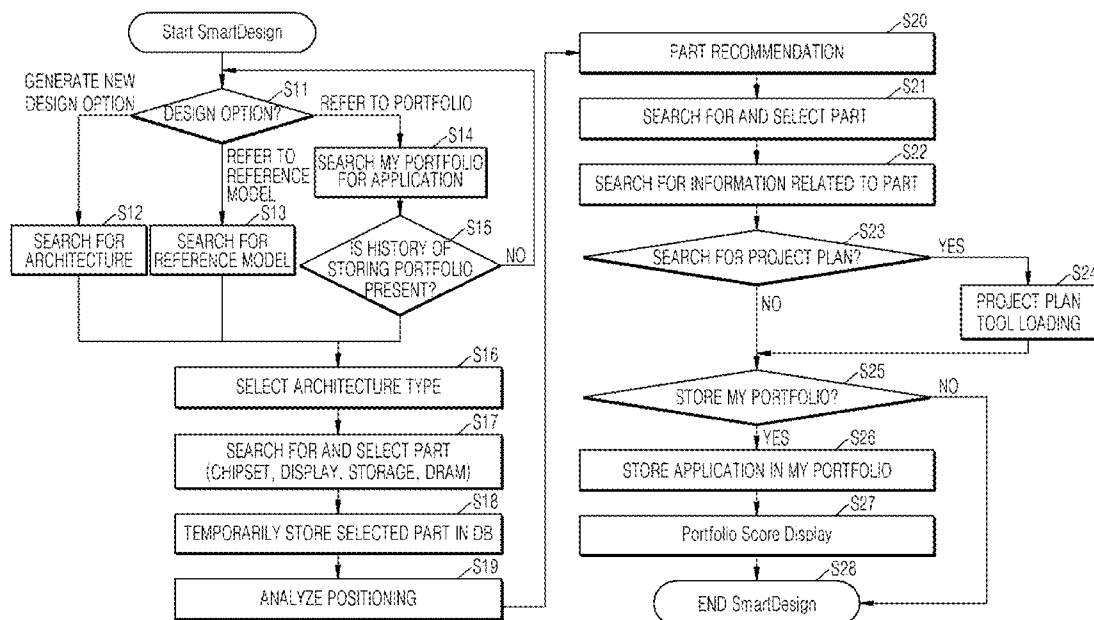 Start SmartDesign
GENERATE NEW
DESIGN OPTION
S11
DESIGN OPTION?
REFER TO PORTFOLIO
REFER TO
REFERENCE
MODEL
S14
SEARCH MY PORTFOLIO
FOR APPLICATION
S12
SEARCH FOR
ARCHITECTURE
S13
SEARCH FOR
REFERENCE MODEL
S15
IS HISTORY OF
STORING PORTFOLIO
PRESENT?
NO
S16
SELECT ARCHITECTURE TYPE
S17
SEARCH FOR AND SELECT PART
(CHIPSET, DISPLAY, STORAGE, DRAM)
S18
TEMPORARILY STORE SELECTED PART IN DB
S19
ANALYZE POSITIONING
S20
PART RECOMMENDATION
S21
SEARCH FOR AND SELECT PART
S22
SEARCH FOR INFORMATION RELATED TO PART
S23
SEARCH FOR PROJECT PLAN?
YES
NO
S24
PROJECT PLAN
TOOL LOADING
S25
STORE MY PORTFOLIO?
NO
YES
S26
STORE APPLICATION IN MY PORTFOLIO
S27
Portfolio Score Display
S28
END SmartDesign